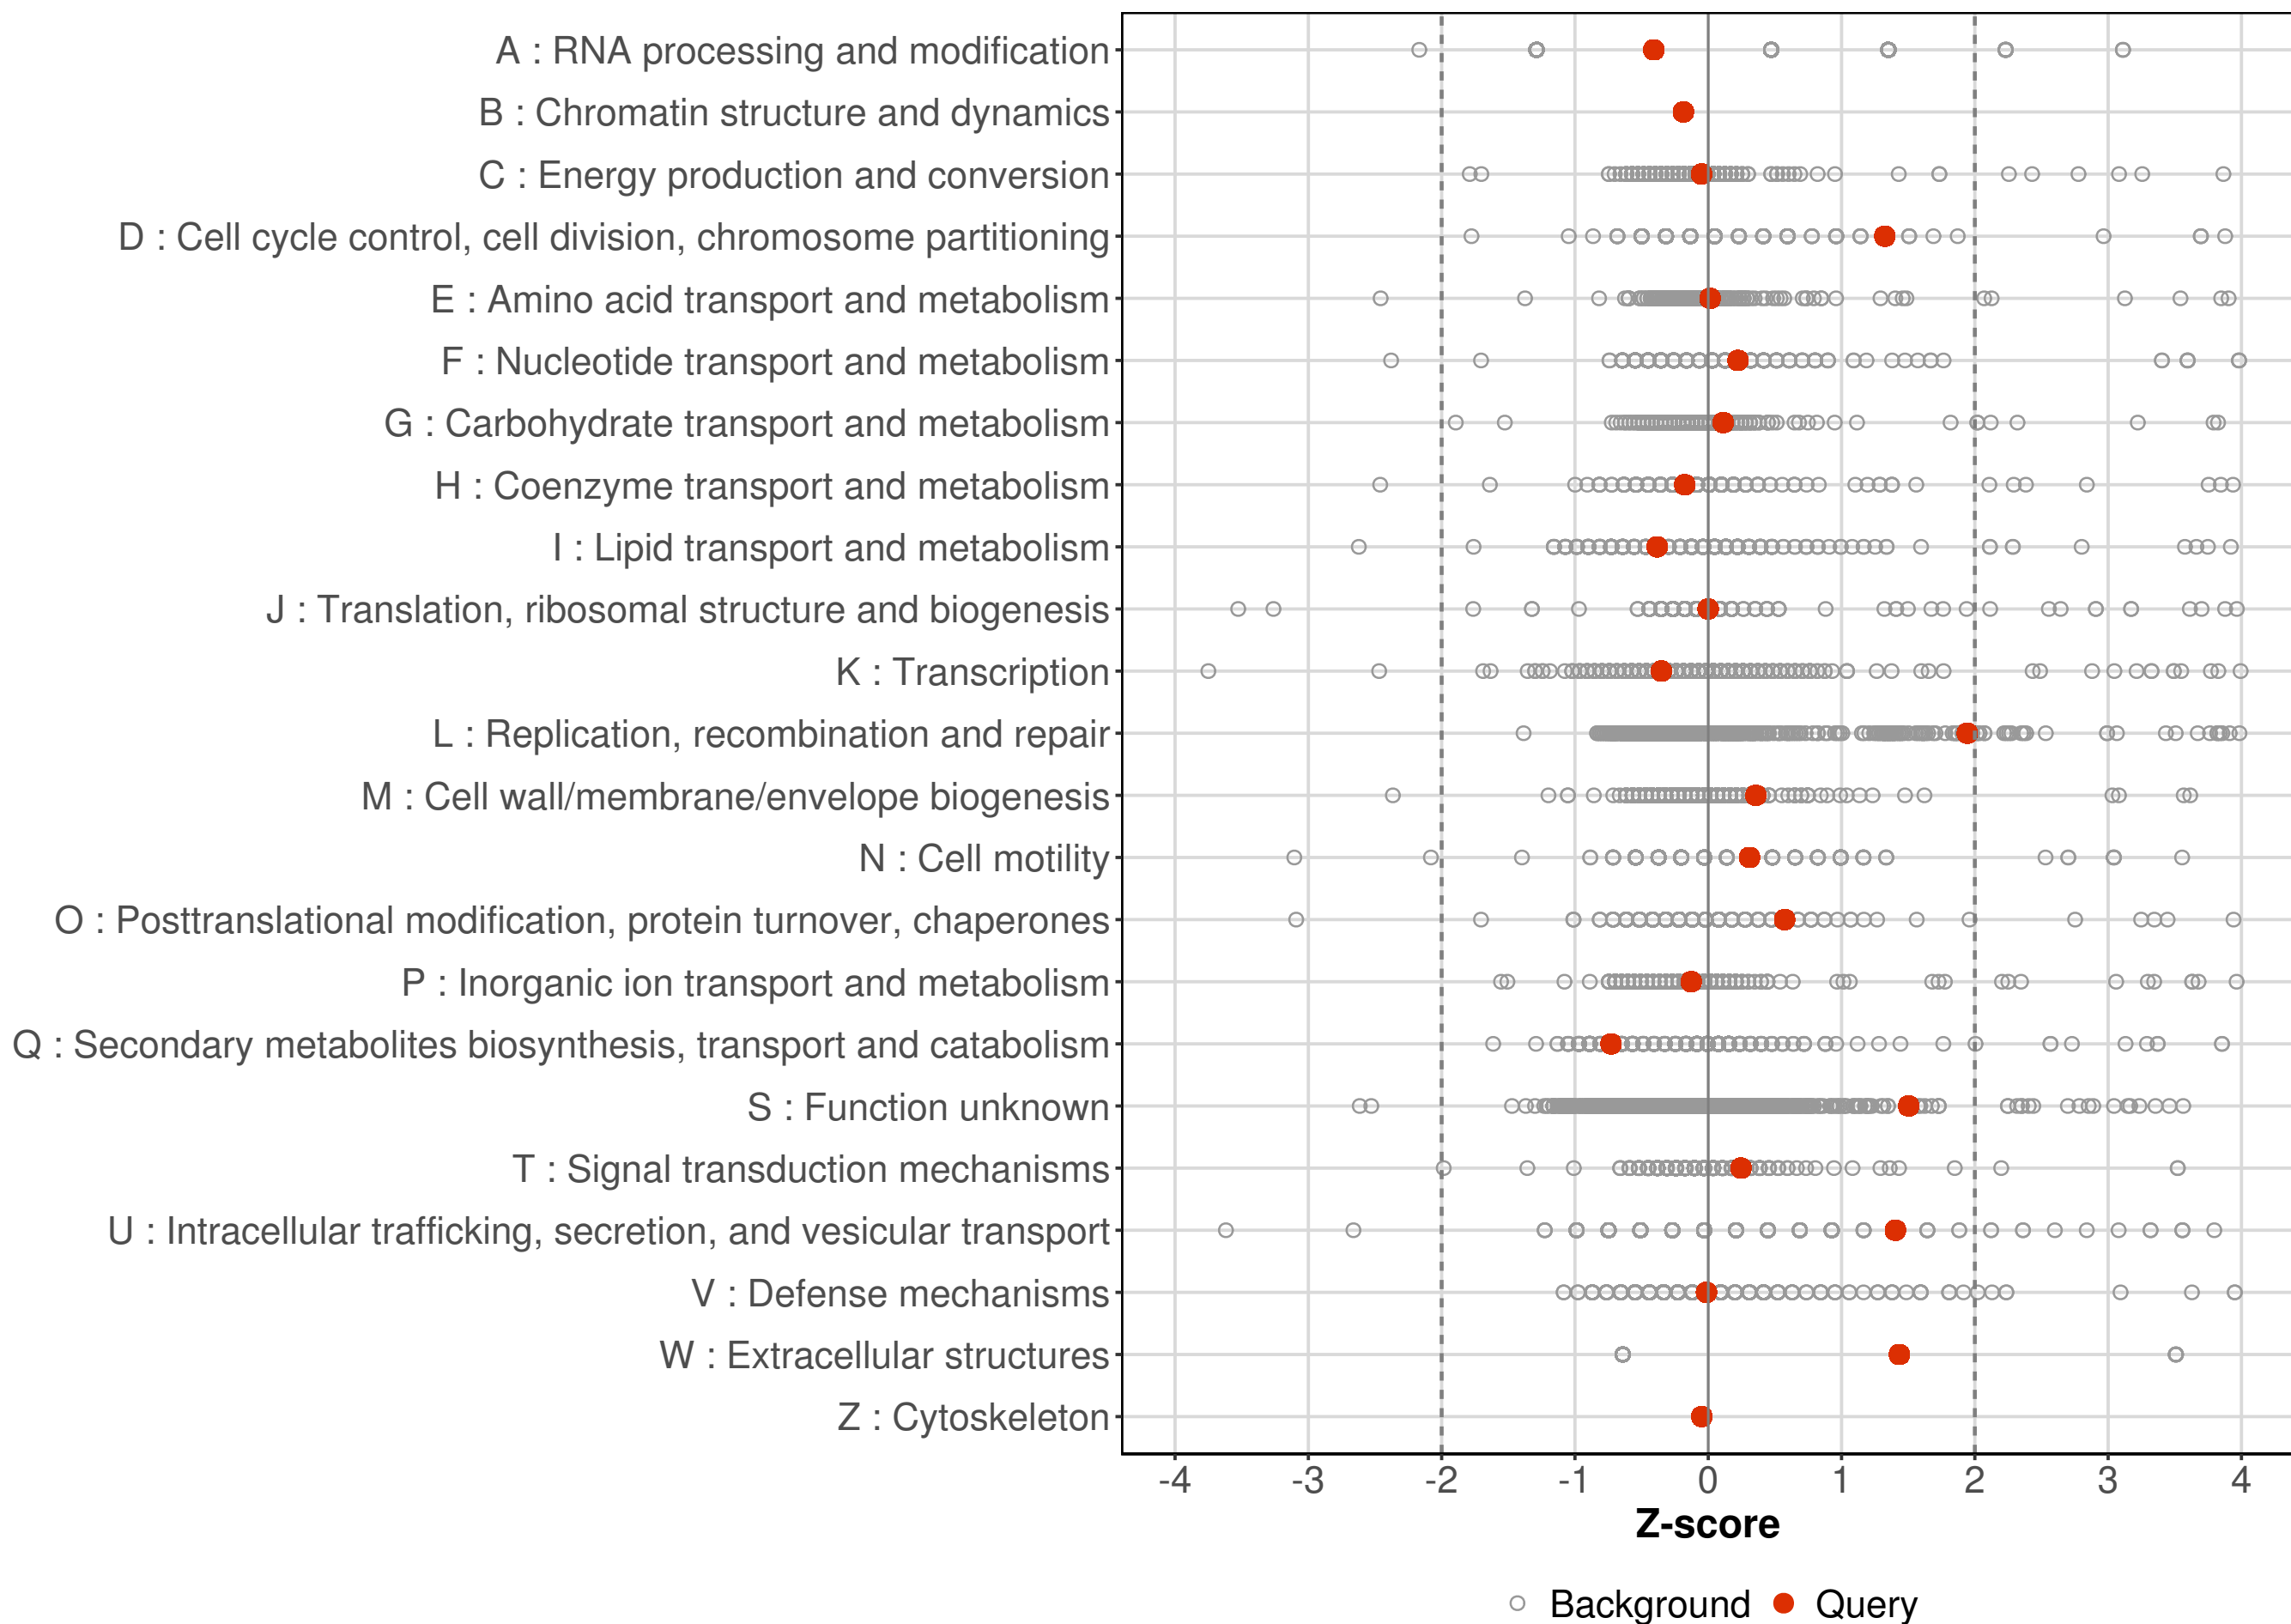 A : RNA processing and modification
B : Chromatin structure and dynamics
C : Energy production and conversion
D : Cell cycle control, cell division, chromosome partitioning
E : Amino acid transport and metabolism
F : Nucleotide transport and metabolism
G : Carbohydrate transport and metabolism
H : Coenzyme transport and metabolism
I : Lipid transport and metabolism
J : Translation, ribosomal structure and biogenesis
K : Transcription
L : Replication, recombination and repair
M : Cell wall/membrane/envelope biogenesis
N : Cell motility
O : Posttranslational modification, protein turnover, chaperones
P : Inorganic ion transport and metabolism
Q : Secondary metabolites biosynthesis, transport and catabolism
S : Function unknown
T : Signal transduction mechanisms
U : Intracellular trafficking, secretion, and vesicular transport
V : Defense mechanisms
W : Extracellular structures
Z : Cytoskeleton
-4 -3 -2 -1 0 1 2 3 4
Z-score
Background Query